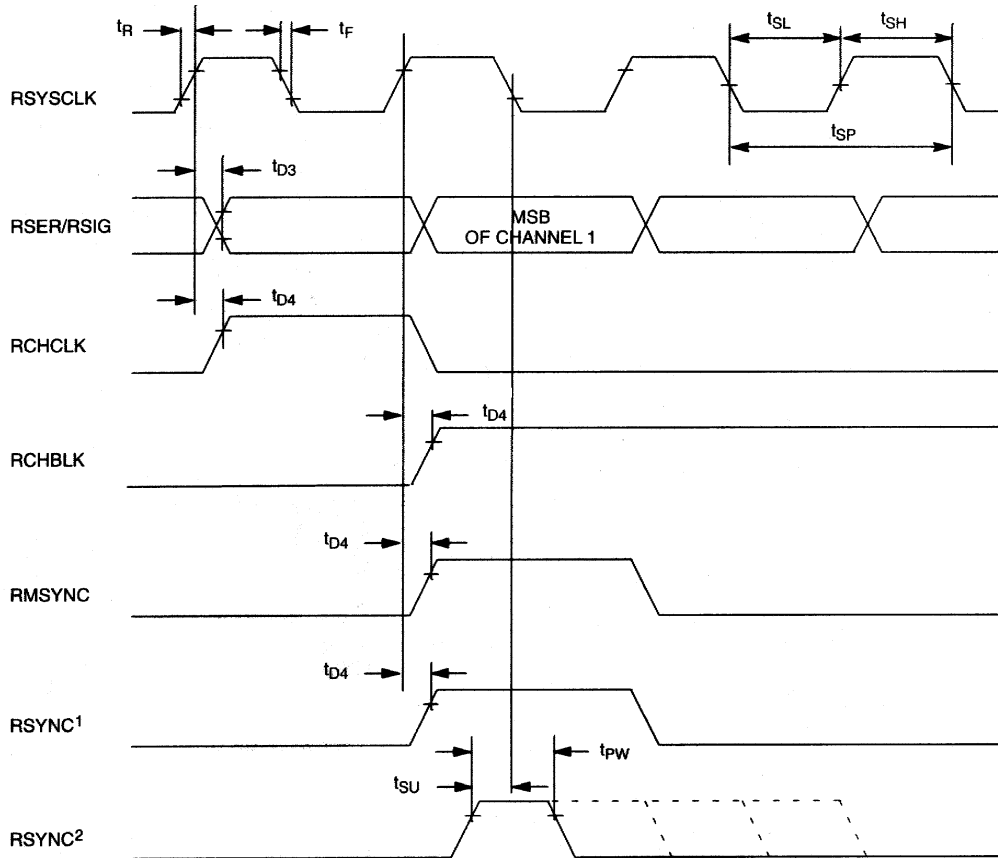 tR
tF
tSL
tSH
RSYSCLK
tSP
tD3
RSER/RSIG
MSB
OF CHANNEL 1
tD4
RCHCLK
tD4
RCHBLK
tD4
RMSYNC
tD4
RSYNC1
tPW
tSU
RSYNC2